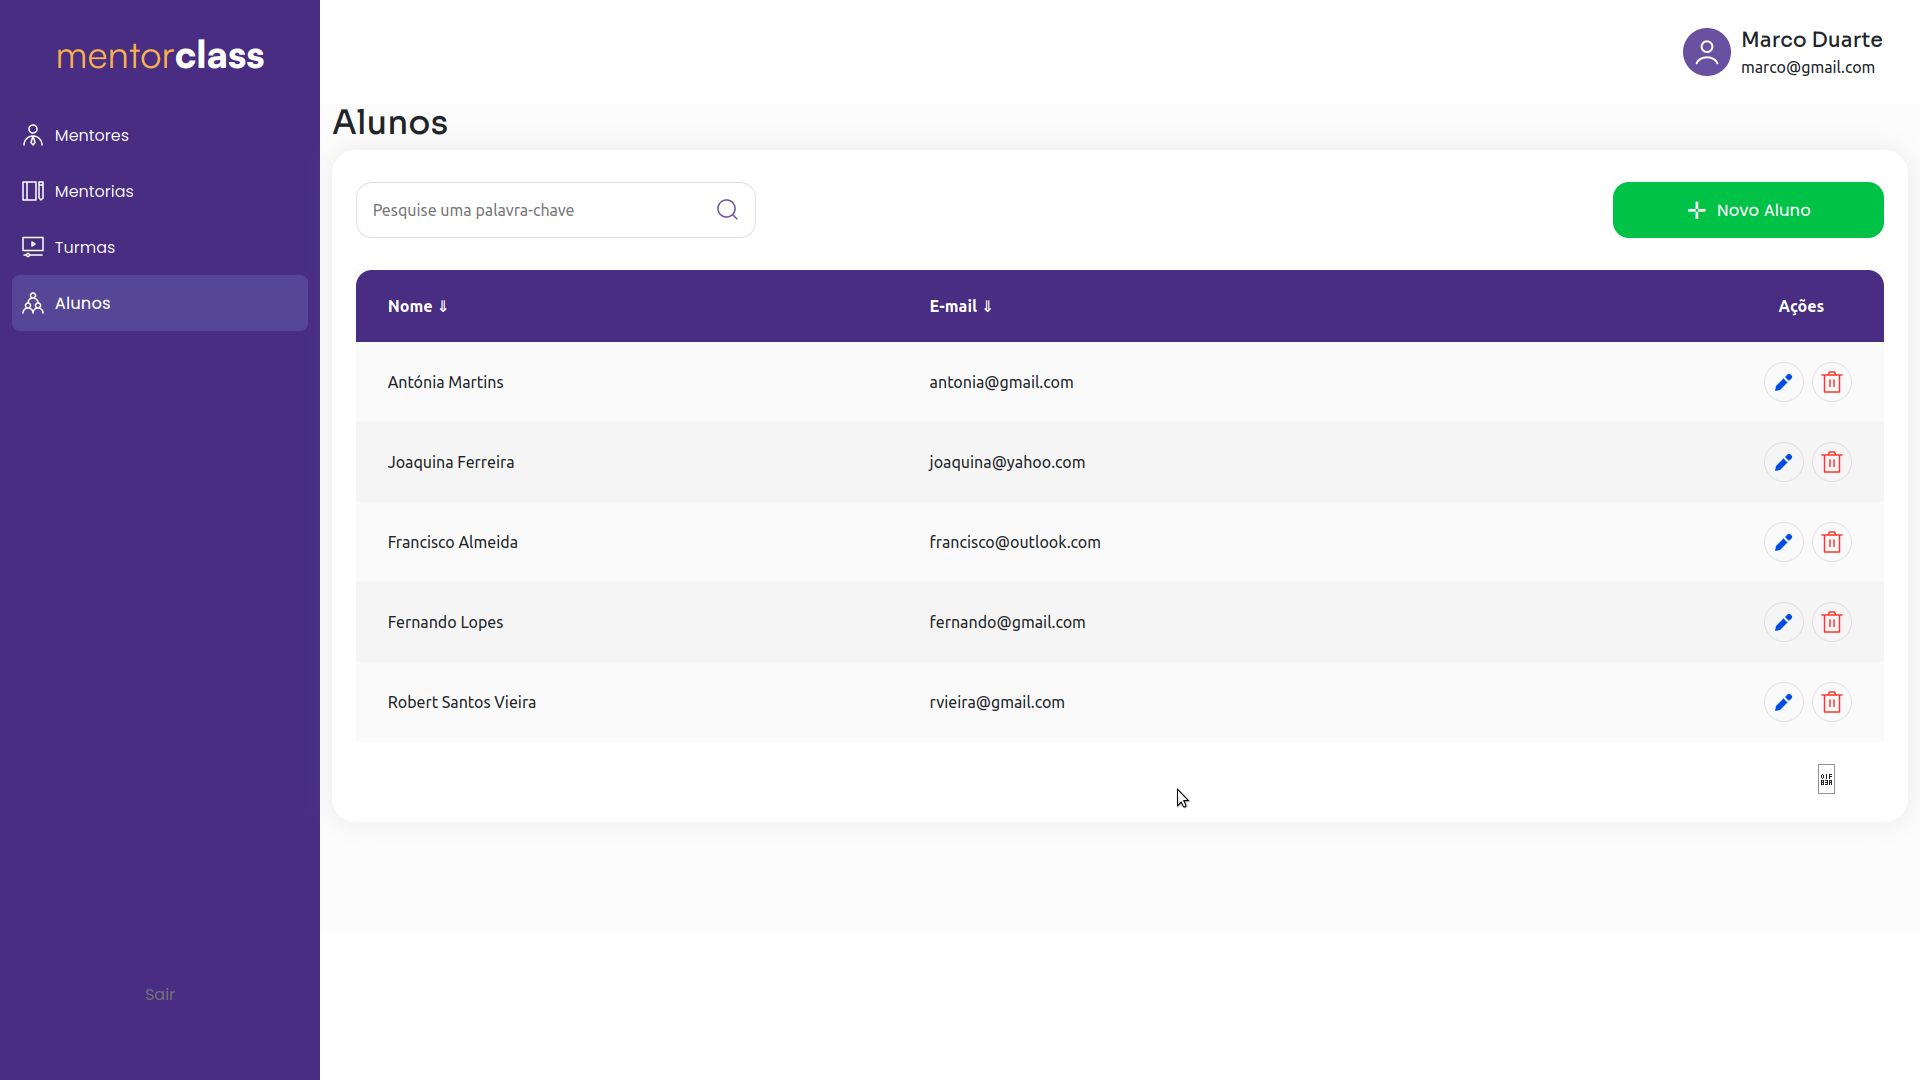 mentorclass
Mentores
Mentorias
Turmas
Alunos
Sair
Marco Duarte
marco@gmail.com
Alunos
Pesquise uma palavra-chave
Novo Aluno
Nome ⇓ E-mail ⇓ Ações
Antónia Martins antonia@gmail.com
Joaquina Ferreira joaquina@yahoo.com
Francisco Almeida francisco@outlook.com
Fernando Lopes fernando@gmail.com
Robert Santos Vieira rvieira@gmail.com